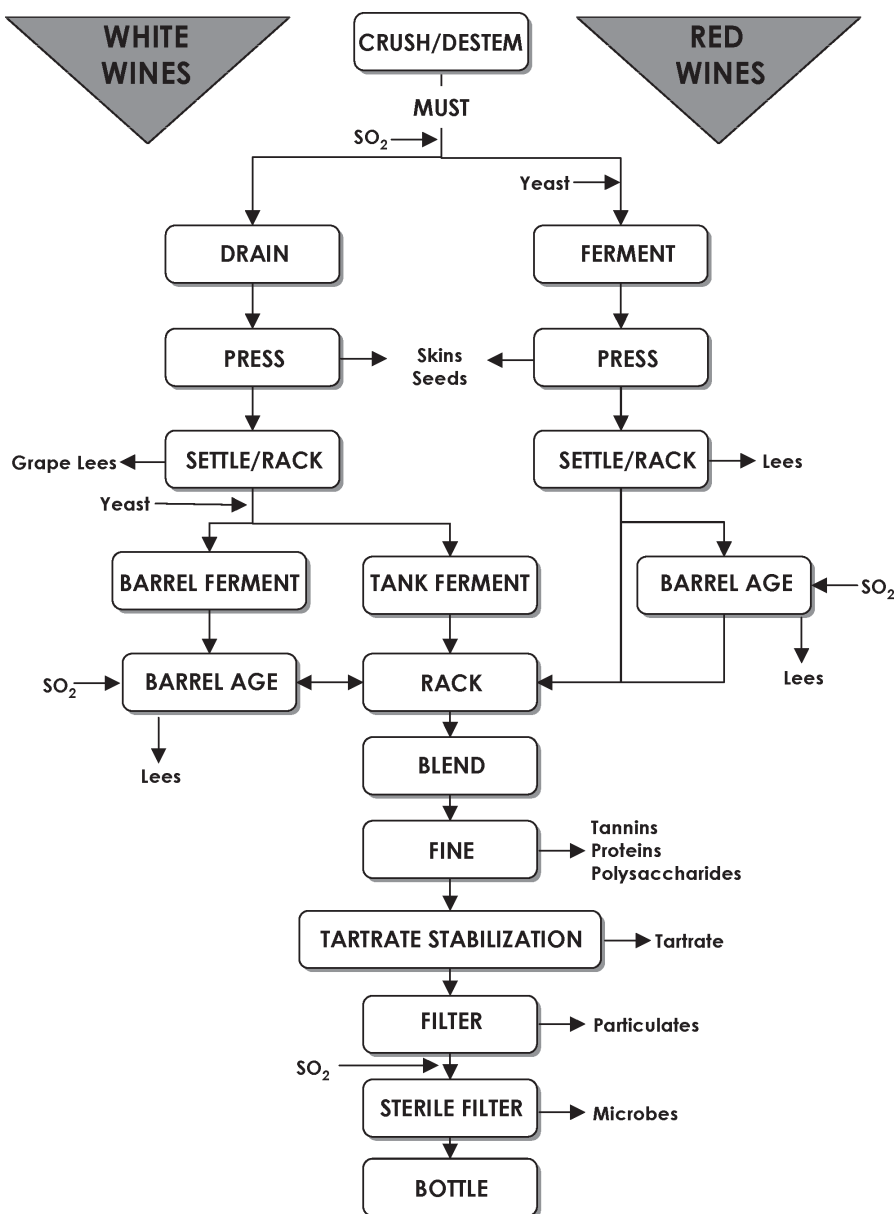 WHITE
WINES
CRUSH/DESTEM
RED
WINES
MUST
SO₂
Yeast
DRAIN
FERMENT
PRESS
Skins
Seeds
PRESS
Grape Lees
SETTLE/RACK
SETTLE/RACK
Lees
Yeast
BARREL FERMENT
TANK FERMENT
BARREL AGE
SO₂
Lees
SO₂
BARREL AGE
RACK
Lees
BLEND
FINE
Tannins
Proteins
Polysaccharides
TARTRATE STABILIZATION
Tartrate
FILTER
Particulates
SO₂
STERILE FILTER
Microbes
BOTTLE